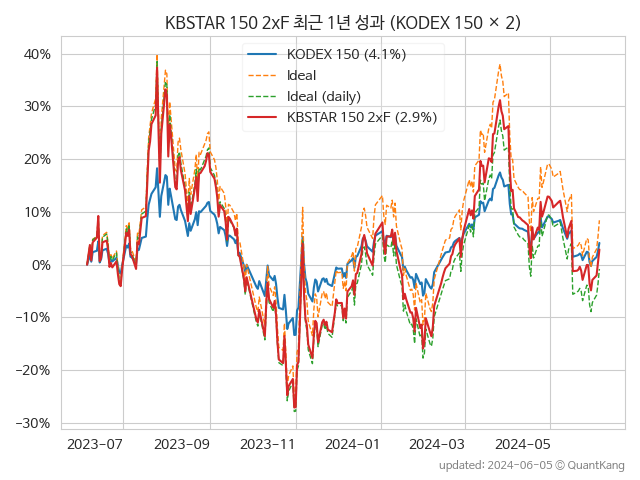 KBSTAR 150 2xF 최근 1년 성과 (KODEX 150 × 2)
KODEX 150 (4.1%)
Ideal
Ideal (daily)
KBSTAR 150 2xF (2.9%)
40%
30%
20%
10%
0%
−10%
−20%
−30%
2023-07
2023-09
2023-11
2024-01
2024-03
2024-05
updated: 2024-06-05 ⓒ QuantKang